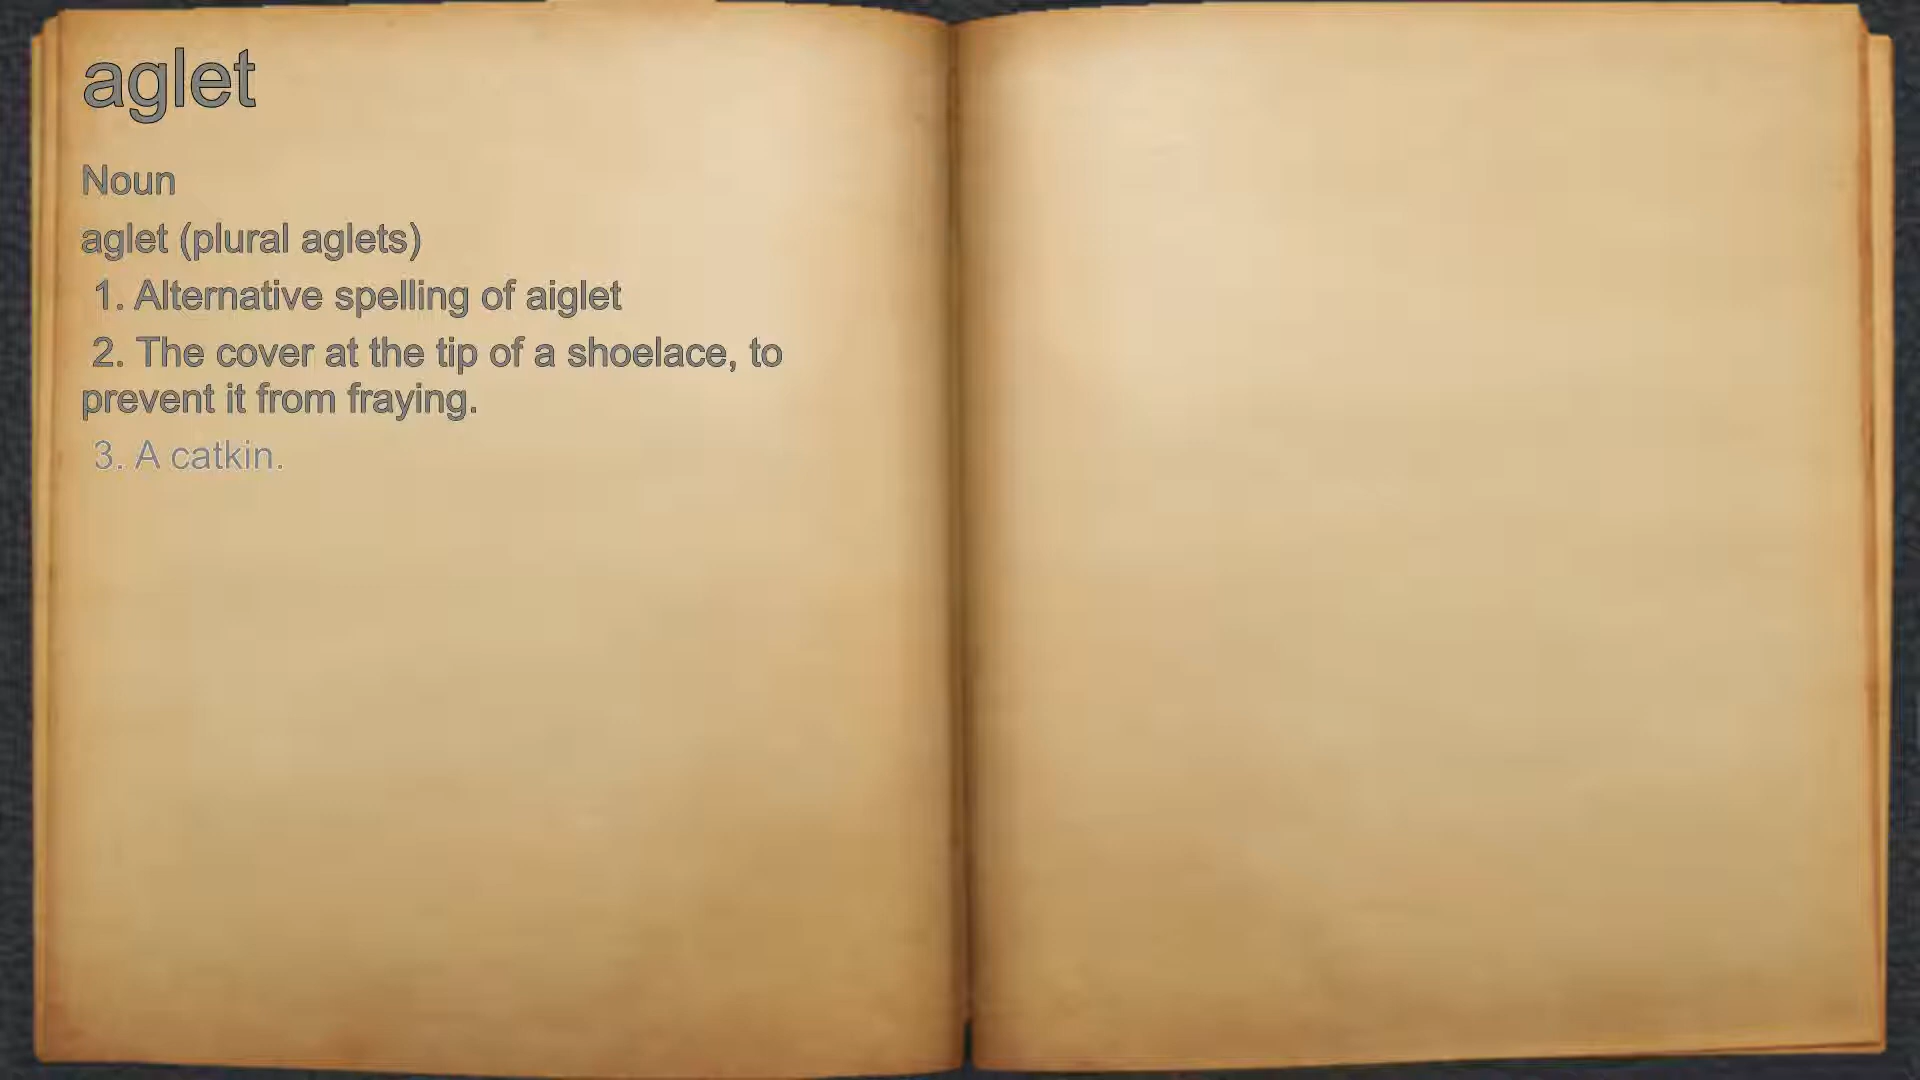 aglet
Noun
aglet (plural aglets)
1. Alternative spelling of aiglet
2. The cover at the tip of a shoelace, to
prevent it from fraying.
3. A catkin.